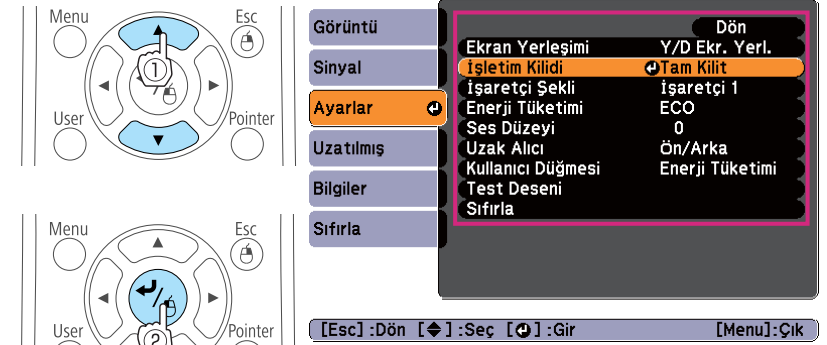 Menu
Esc
①
User
Pointer
Menu
Esc
User
Pointer
②
Görüntü
Sinyal
Ayarlar
Uzatılmış
Bilgiler
Sıfırla
Dön
Ekran Yerleşimi Y/D Ekr. Yerl.
İşletim Kilidi Tam Kilit
İşaretçi Şekli İşaretçi 1
Enerji Tüketimi ECO
Ses Düzeyi 0
Uzak Alıcı Ön/Arka
Kullanıcı Düğmesi Enerji Tüketimi
Test Deseni
Sıfırla
[Esc] :Dön [◆] :Seç [↵] :Gir [Menu]:Çık